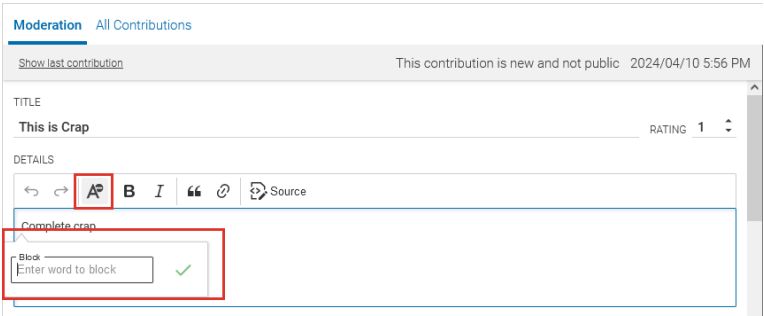 Moderation All Contributions
Show last contribution This contribution is new and not public 2024/04/10 5:56 PM
TITLE
This is Crap RATING 1
DETAILS
B I Source
Complete crap
Block
Enter word to block